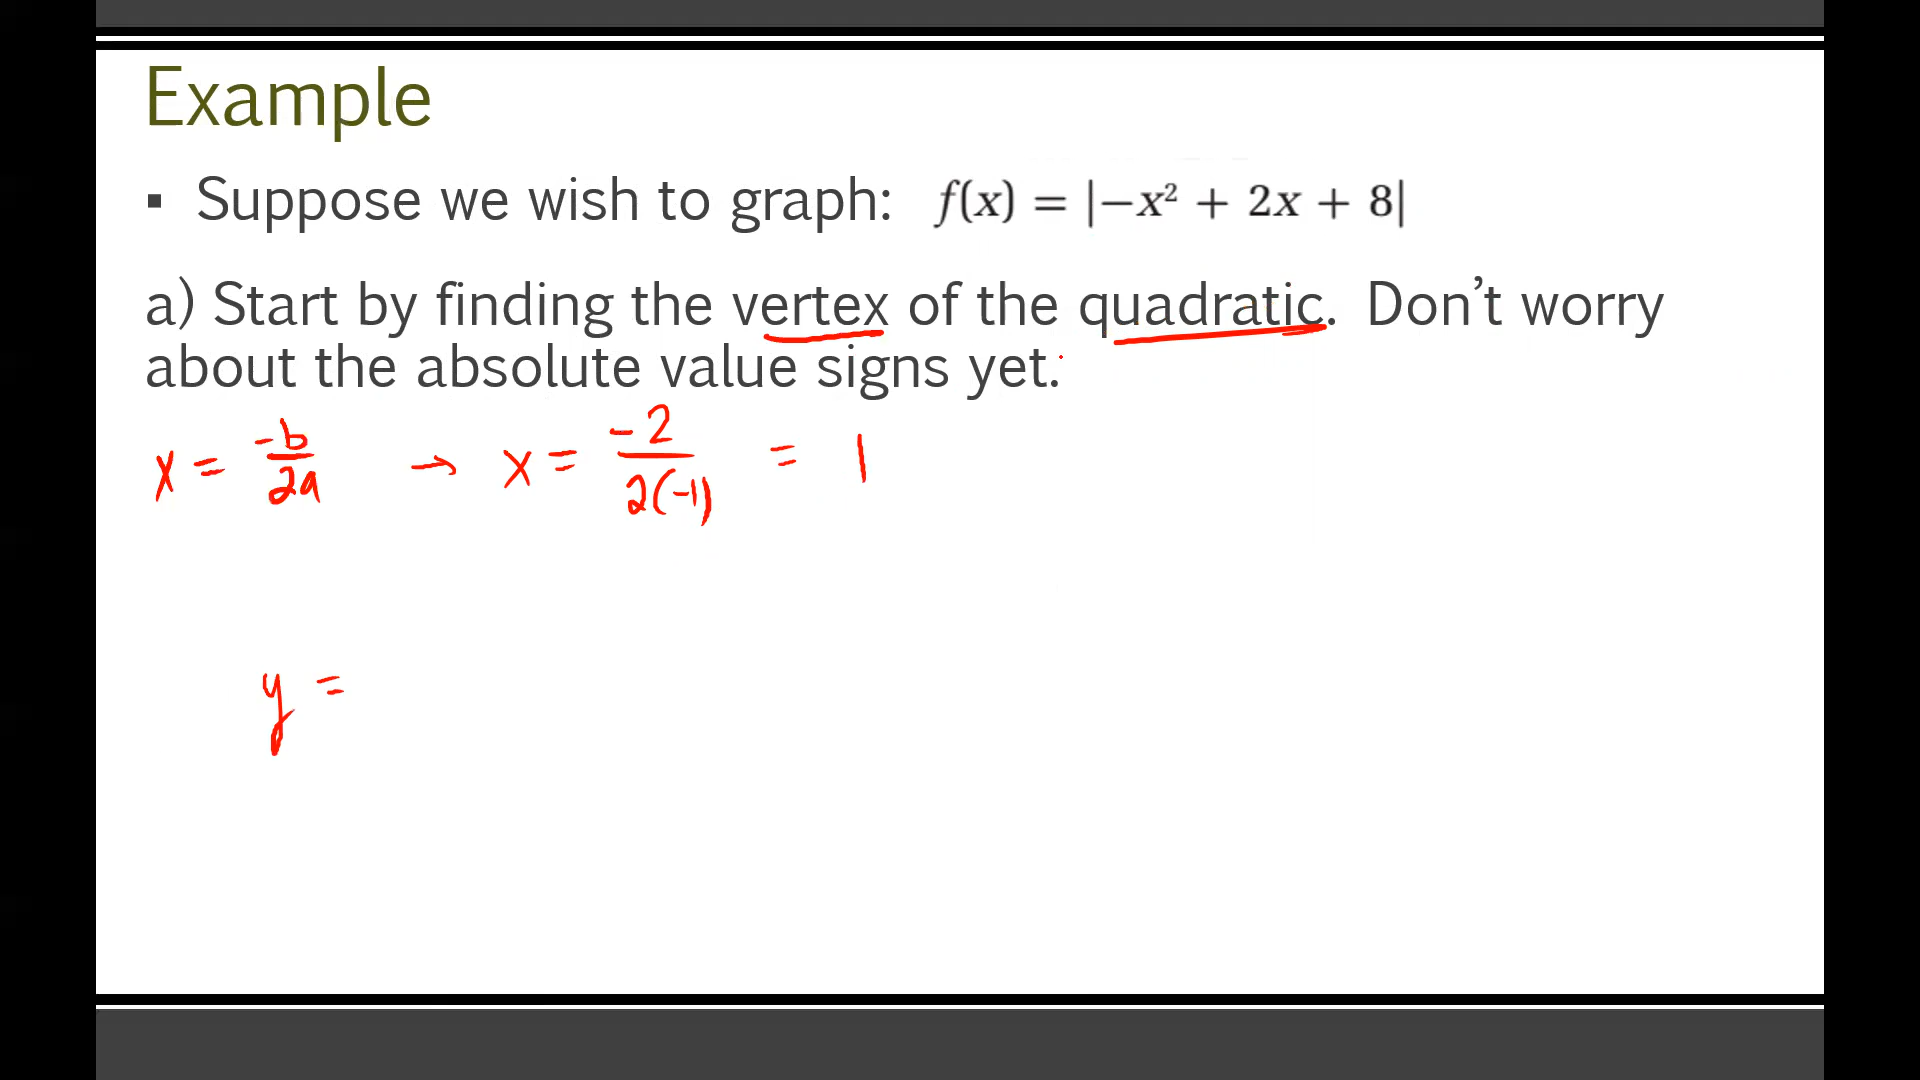 Example
▪ Suppose we wish to graph: f(x) = |−x² + 2x + 8|
a) Start by finding the vertex of the quadratic. Don’t worry
about the absolute value signs yet.
x = -b/2a → x = -2/2(-1) = 1
y =